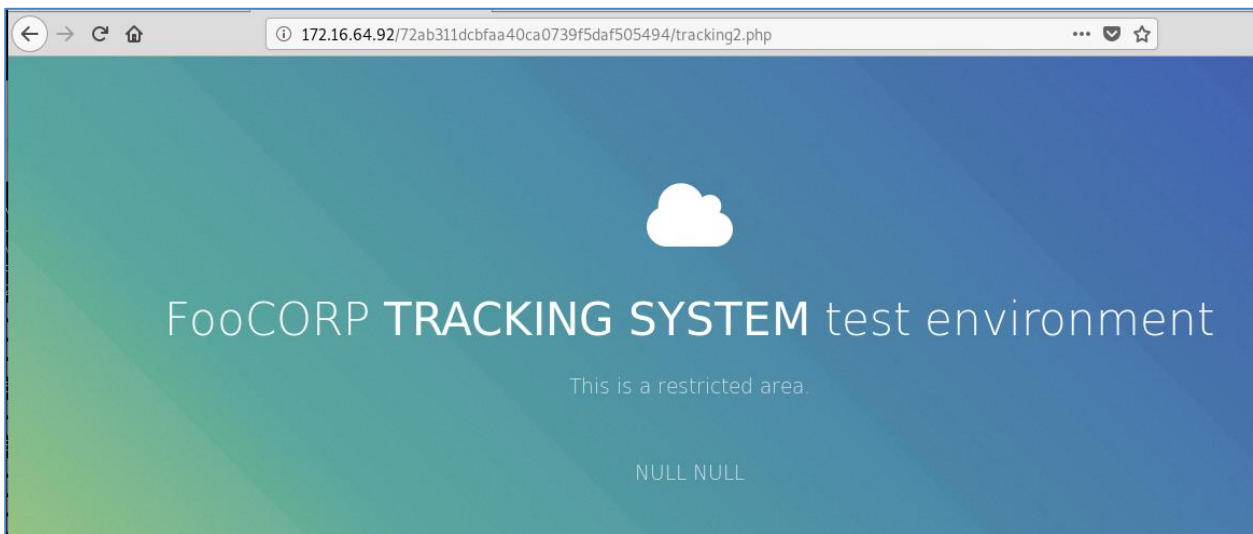 172.16.64.92/72ab311dcbfaa40ca0739f5daf505494/tracking2.php
FooCORP TRACKING SYSTEM test environment
This is a restricted area.
NULL NULL